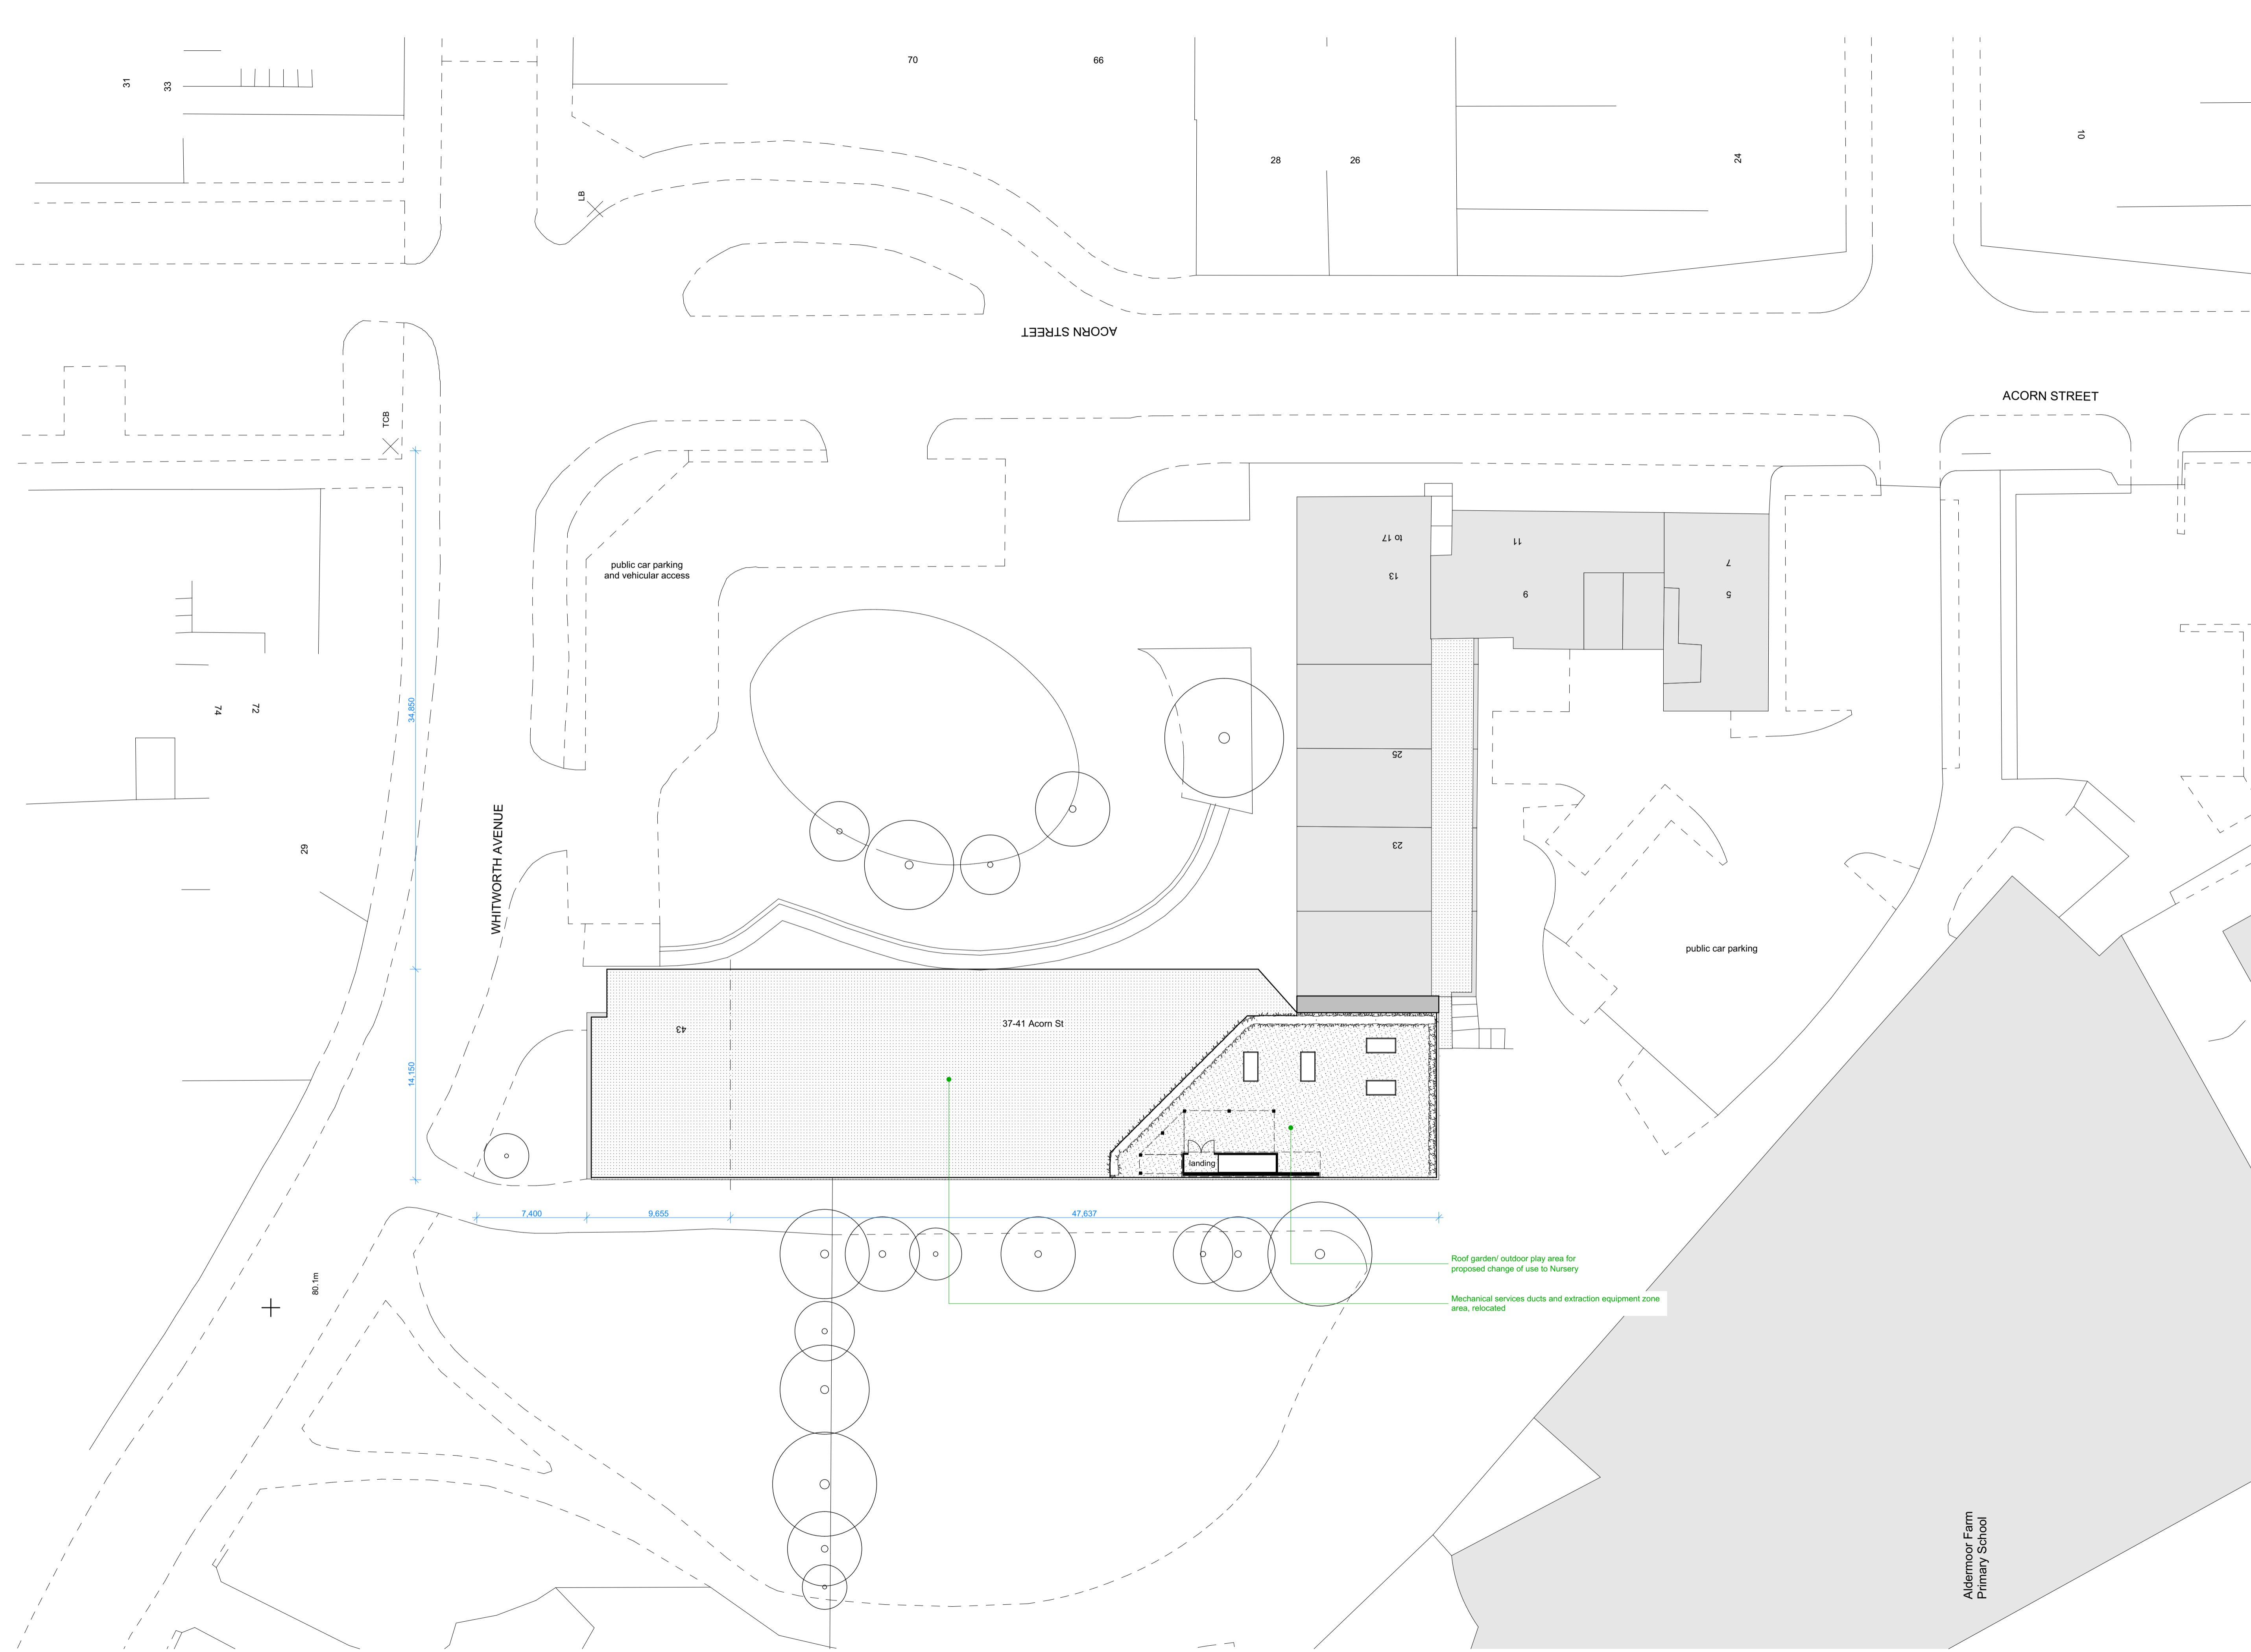 31
33
70
66
28
26
24
10
LB
ACORN STREET
ACORN STREET
TCB
public car parking
and vehicular access
13
to 17
11
9
7
5
34,850
74
72
25
23
29
WHITWORTH AVENUE
public car parking
43
37-41 Acorn St
14,150
landing
7,400
9,655
47,637
80.1m
Roof garden/ outdoor play area for
proposed change of use to Nursery
Mechanical services ducts and extraction equipment zone
area, relocated
Aldermoor Farm
Primary School